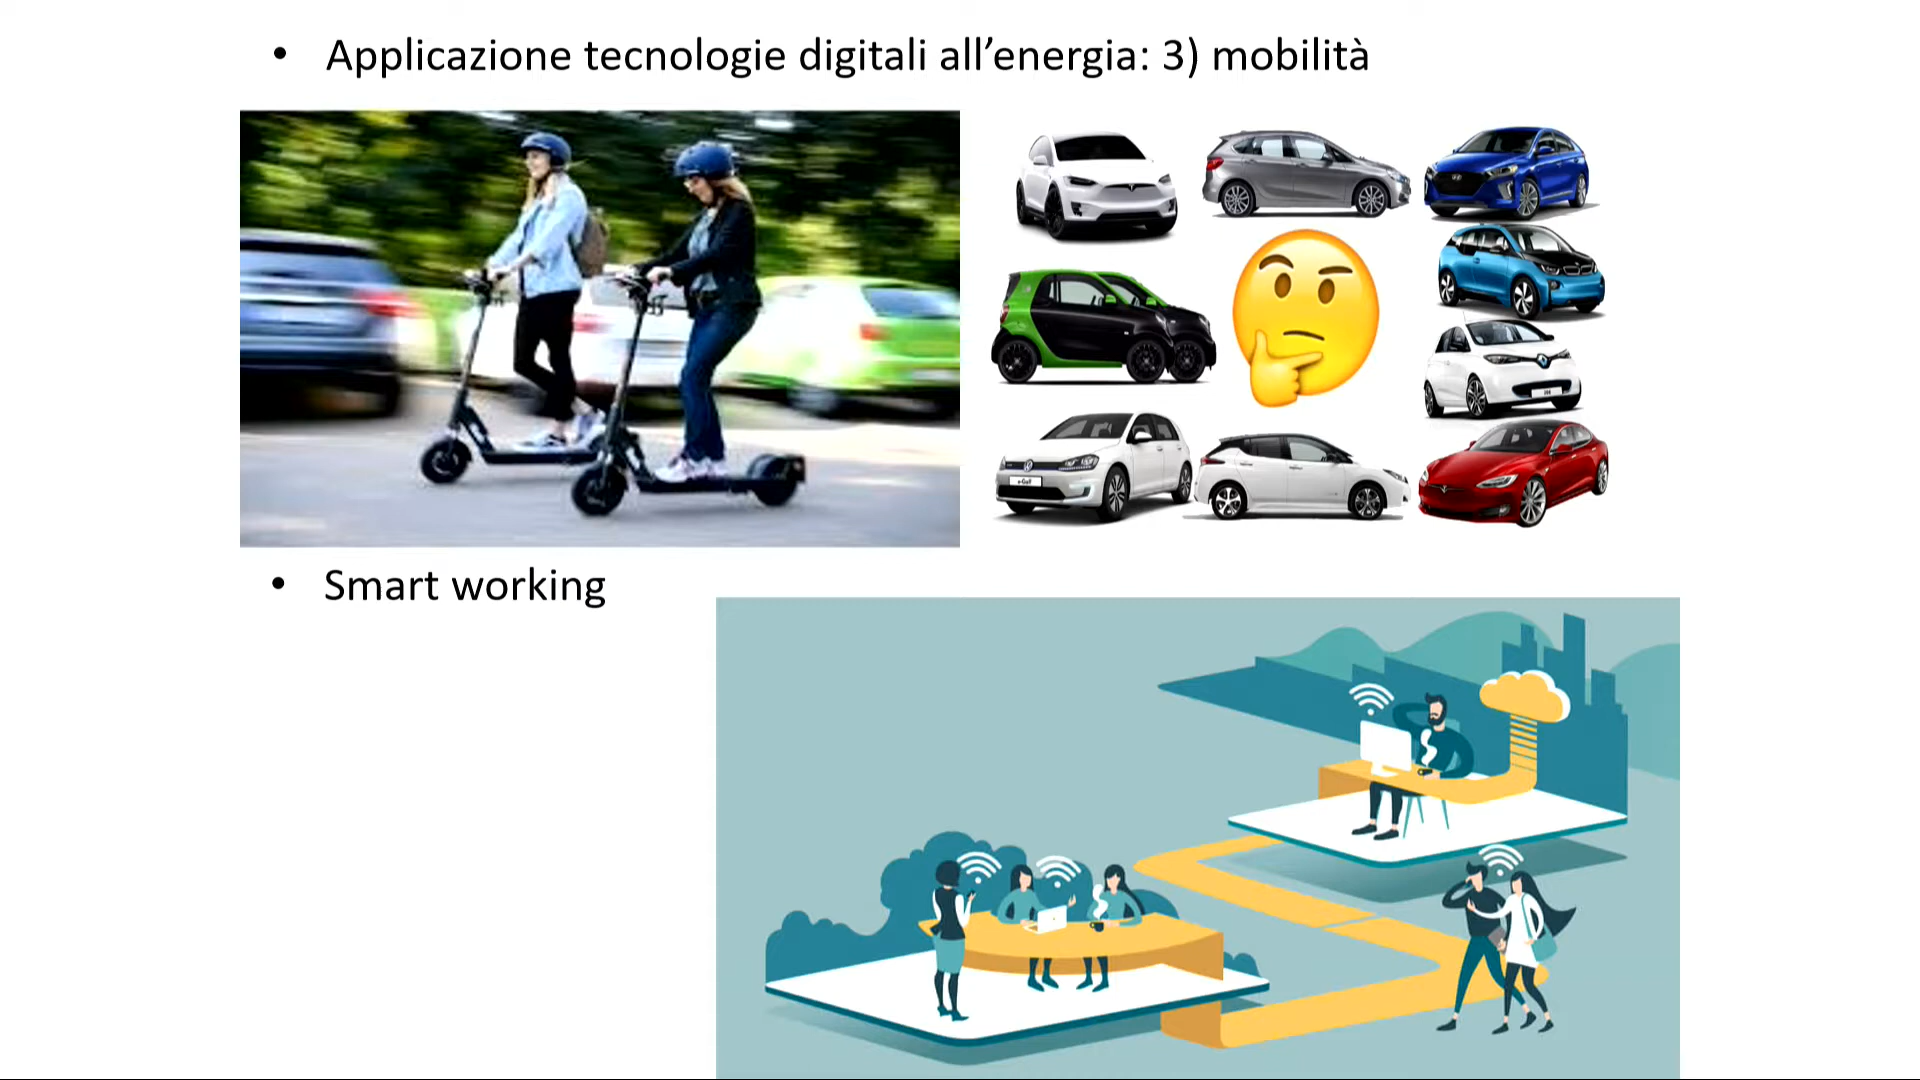 • Applicazione tecnologie digitali all’energia: 3) mobilità
• Smart working